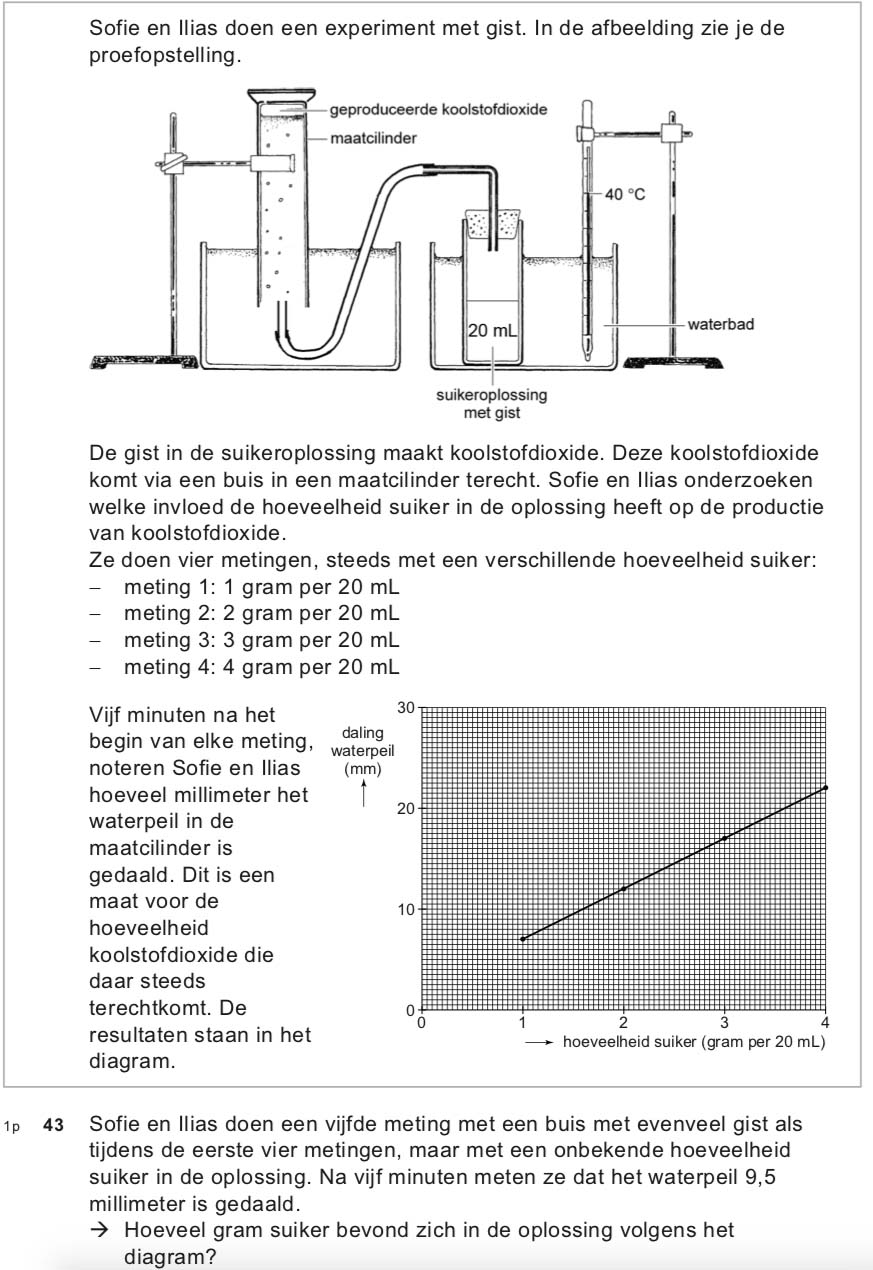 Sofie en Ilias doen een experiment met gist. In de afbeelding zie je de
proefopstelling.
geproduceerde koolstofdioxide
maatcilinder
40 °C
20 mL
waterbad
suikeroplossing
met gist
De gist in de suikeroplossing maakt koolstofdioxide. Deze koolstofdioxide
komt via een buis in een maatcilinder terecht. Sofie en Ilias onderzoeken
welke invloed de hoeveelheid suiker in de oplossing heeft op de productie
van koolstofdioxide.
Ze doen vier metingen, steeds met een verschillende hoeveelheid suiker:
– meting 1: 1 gram per 20 mL
– meting 2: 2 gram per 20 mL
– meting 3: 3 gram per 20 mL
– meting 4: 4 gram per 20 mL
Vijf minuten na het
begin van elke meting,
noteren Sofie en Ilias
hoeveel millimeter het
waterpeil in de
maatcilinder is
gedaald. Dit is een
maat voor de
hoeveelheid
koolstofdioxide die
daar steeds
terechtkomt. De
resultaten staan in het
diagram.
daling
waterpeil
(mm)
30
20
10
0
0 1 2 3 4
hoeveelheid suiker (gram per 20 mL)
1p 43 Sofie en Ilias doen een vijfde meting met een buis met evenveel gist als
tijdens de eerste vier metingen, maar met een onbekende hoeveelheid
suiker in de oplossing. Na vijf minuten meten ze dat het waterpeil 9,5
millimeter is gedaald.
→ Hoeveel gram suiker bevond zich in de oplossing volgens het
diagram?